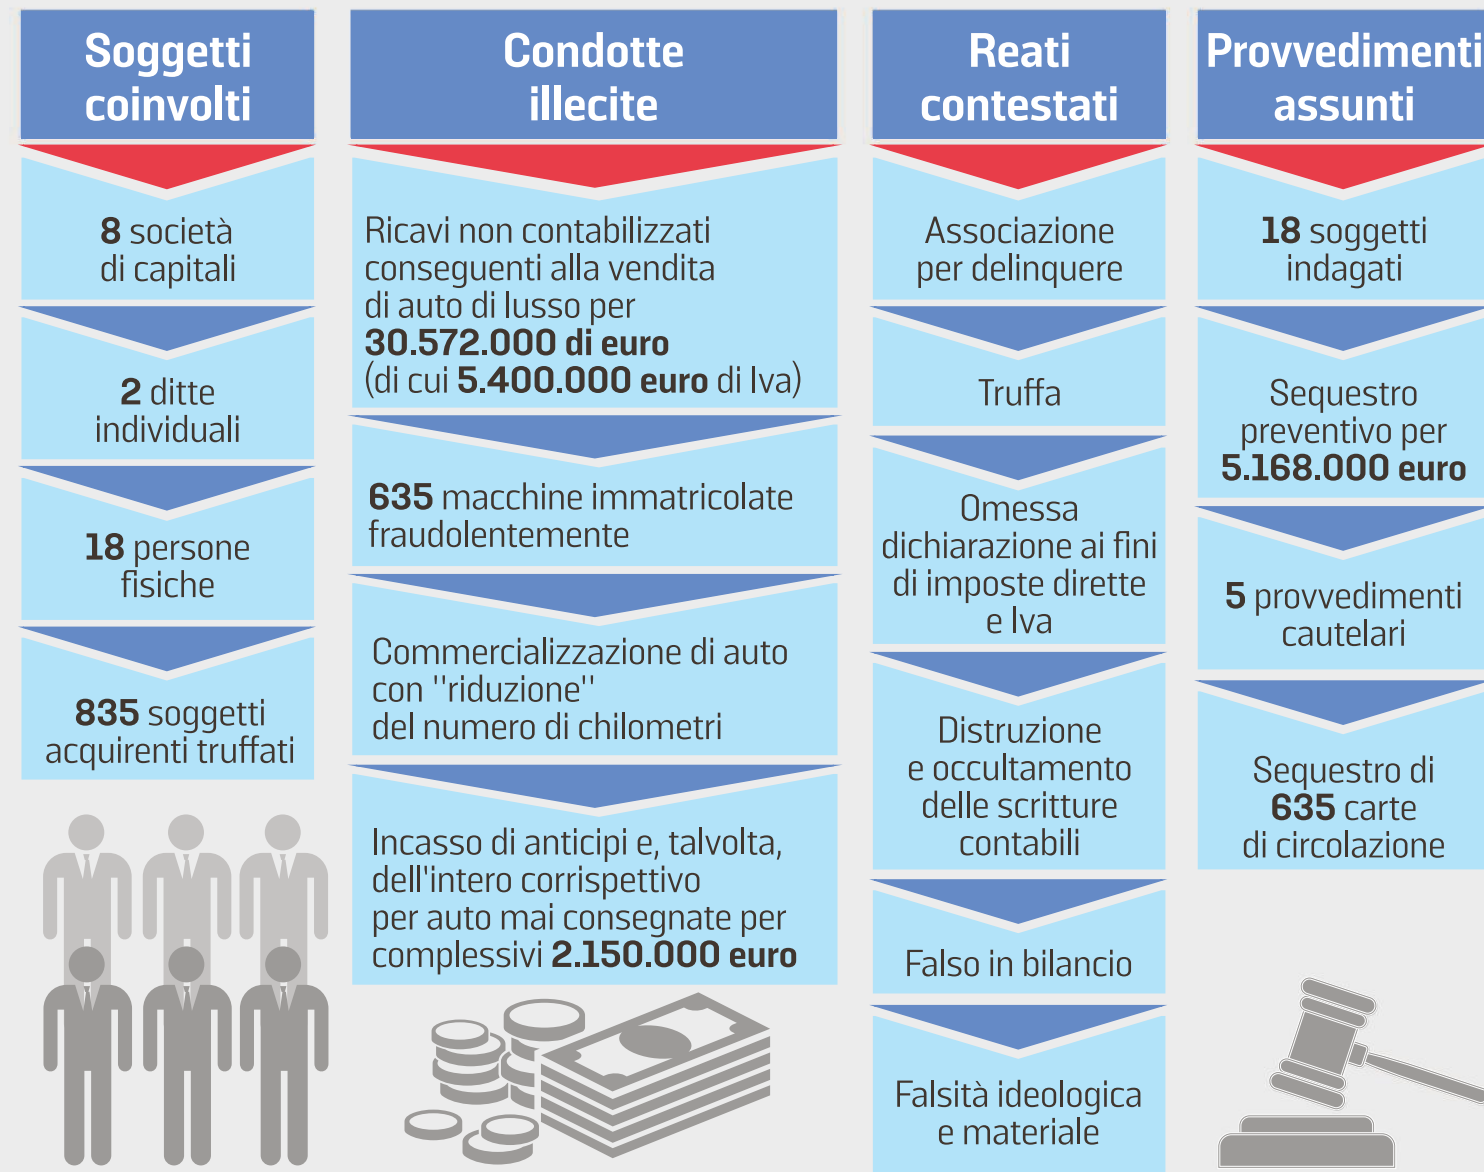 Soggetti
coinvolti
8 società
di capitali
2 ditte
individuali
18 persone
fisiche
835 soggetti
acquirenti truffati
Condotte
illecite
Ricavi non contabilizzati
conseguenti alla vendita
di auto di lusso per
30.572.000 di euro
(di cui 5.400.000 euro di Iva)
635 macchine immatricolate
fraudolentemente
Commercializzazione di auto
con "riduzione"
del numero di chilometri
Incasso di anticipi e, talvolta,
dell'intero corrispettivo
per auto mai consegnate per
complessivi 2.150.000 euro
Reati
contestati
Associazione
per delinquere
Truffa
Omessa
dichiarazione ai fini
di imposte dirette
e Iva
Distruzione
e occultamento
delle scritture
contabili
Falso in bilancio
Falsità ideologica
e materiale
Provvedimenti
assunti
18 soggetti
indagati
Sequestro
preventivo per
5.168.000 euro
5 provvedimenti
cautelari
Sequestro di
635 carte
di circolazione